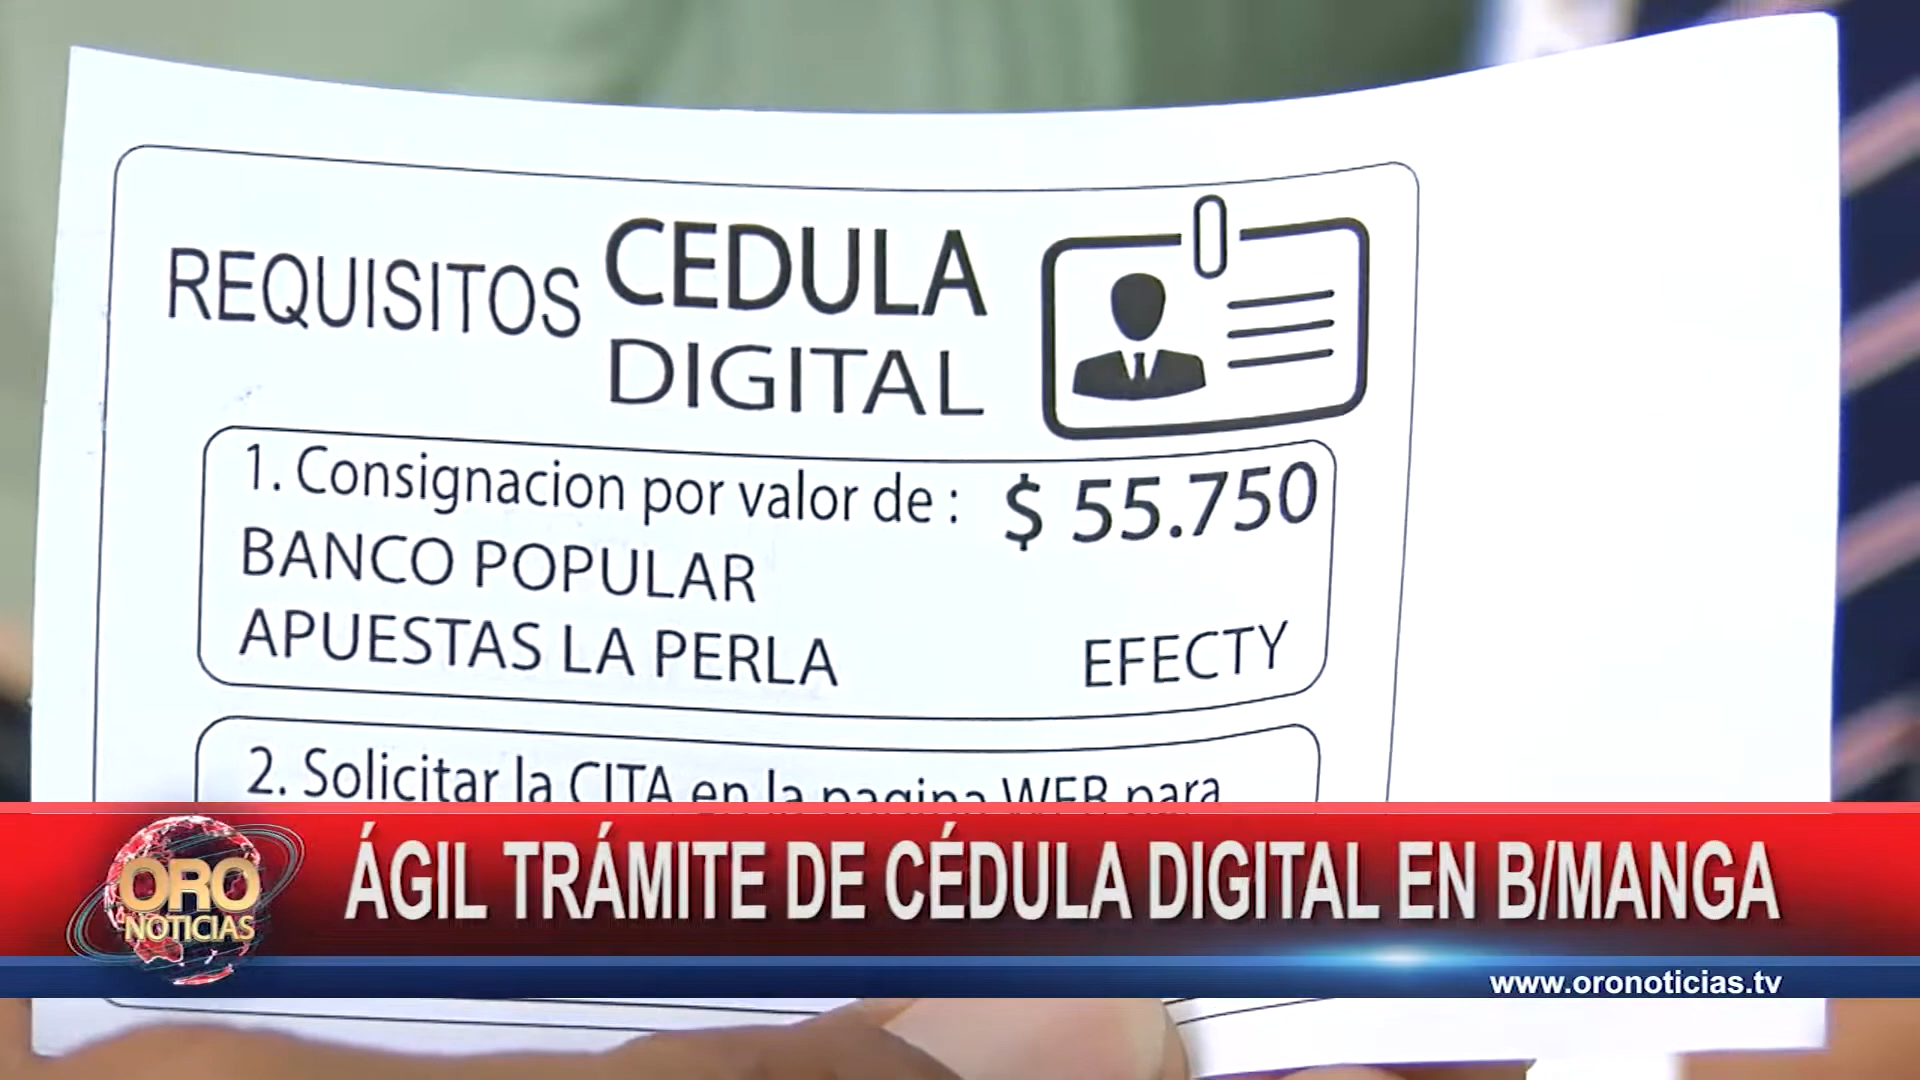 REQUISITOS CEDULA
DIGITAL
1. Consignacion por valor de : $ 55.750
BANCO POPULAR
APUESTAS LA PERLA EFECTY
2. Solicitar la CITA en la pagina WEB para
ÁGIL TRÁMITE DE CÉDULA DIGITAL EN B/MANGA
ORO
NOTICIAS
www.oronoticias.tv